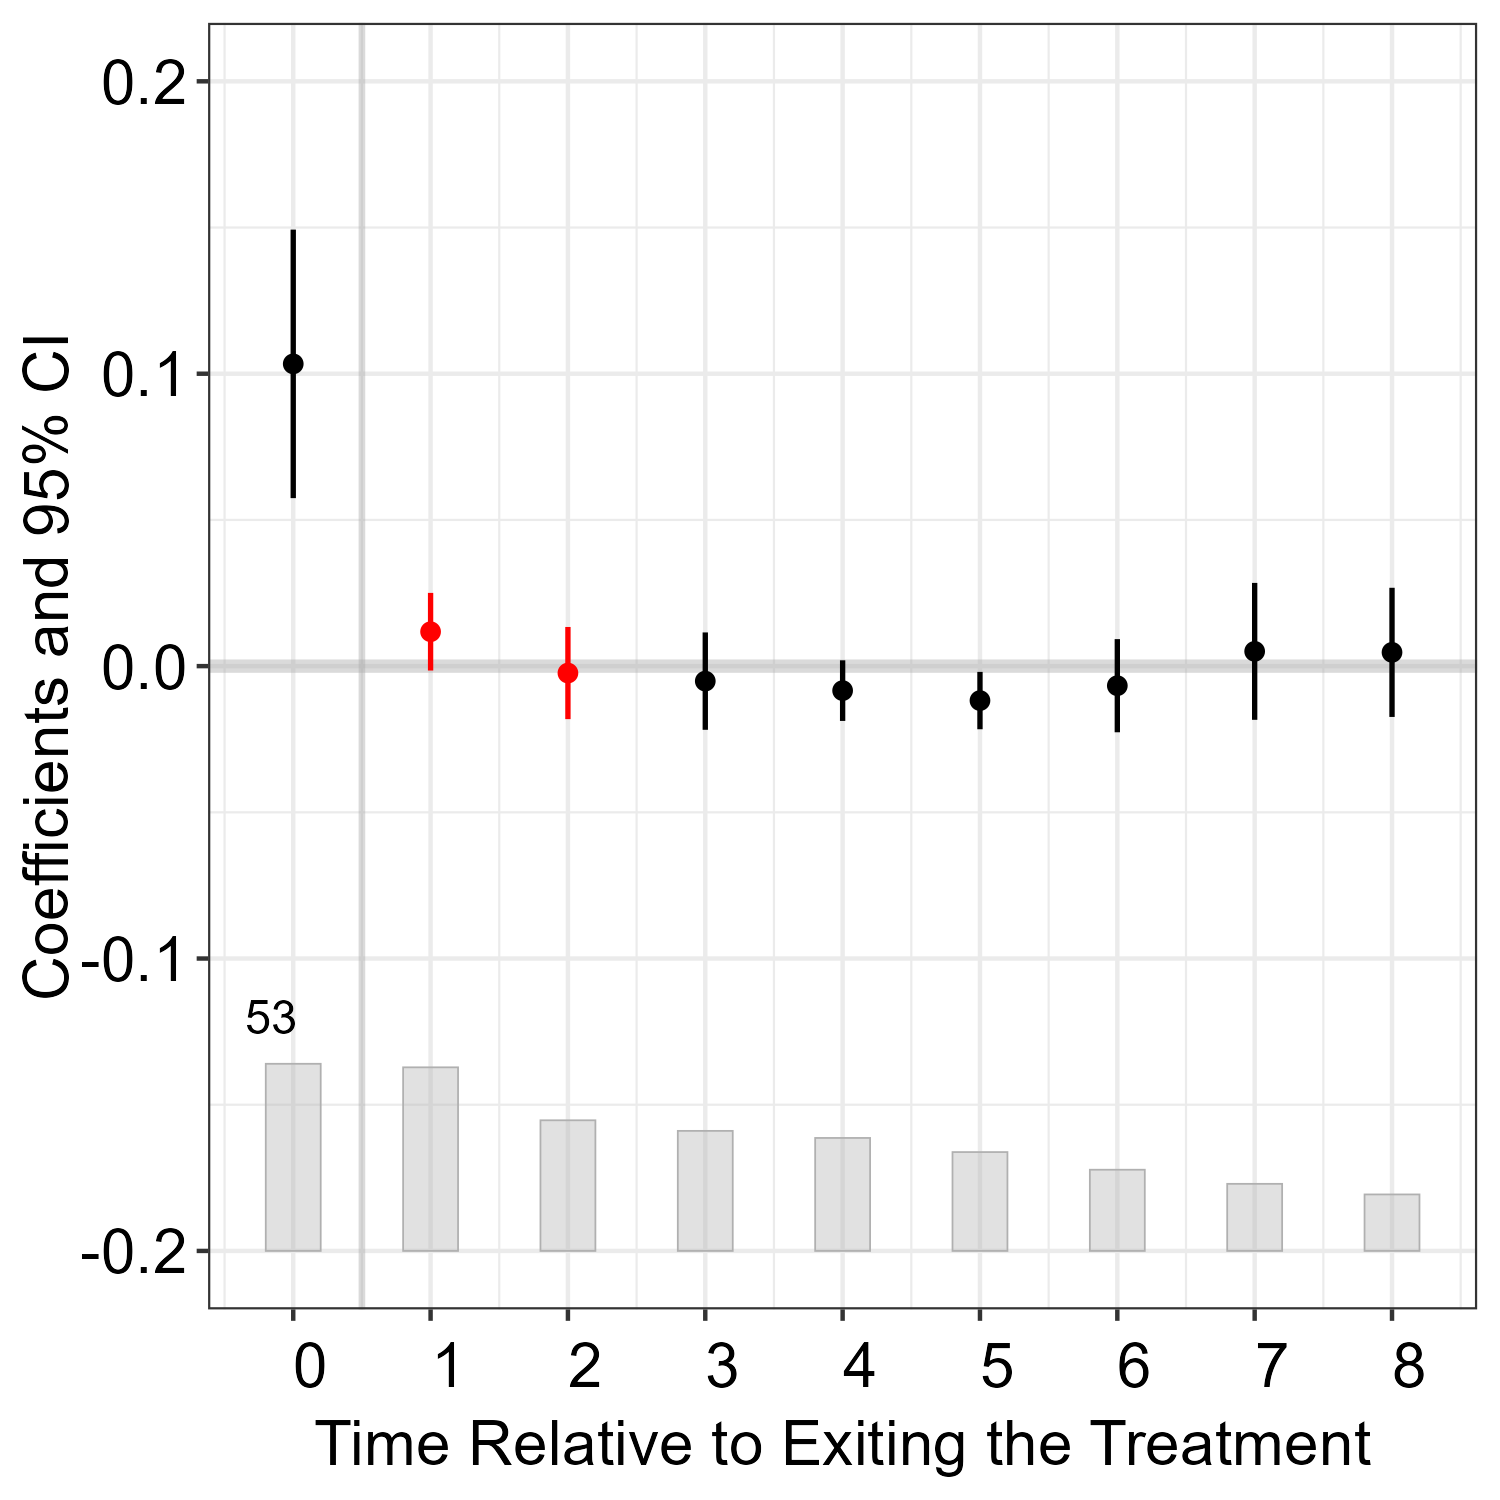 Coefficients and 95% CI
0.2
0.1
0.0
-0.1
-0.2
53
0 1 2 3 4 5 6 7 8
Time Relative to Exiting the Treatment